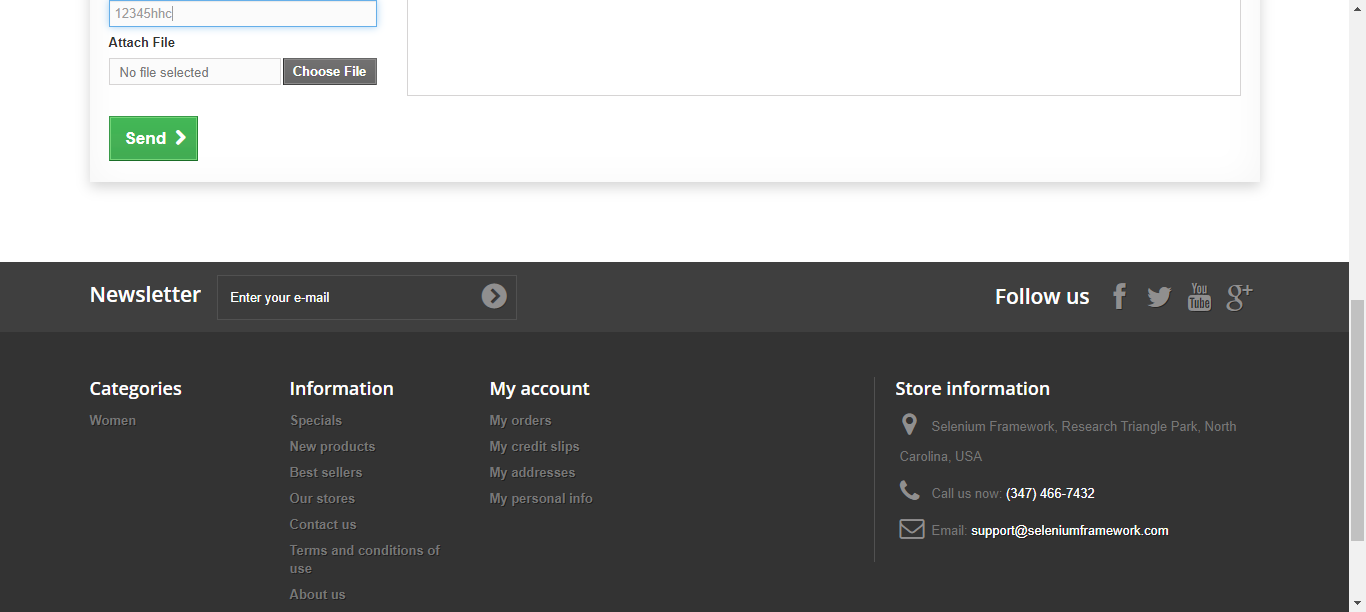 12345hhc
Attach File
No file selected
Choose File
Send
Newsletter
Enter your e-mail
Follow us
f
You
Tube
g+
Categories
Women
Information
Specials
New products
Best sellers
Our stores
Contact us
Terms and conditions of
use
About us
My account
My orders
My credit slips
My addresses
My personal info
Store information
Selenium Framework, Research Triangle Park, North
Carolina, USA
Call us now: (347) 466-7432
Email: support@seleniumframework.com